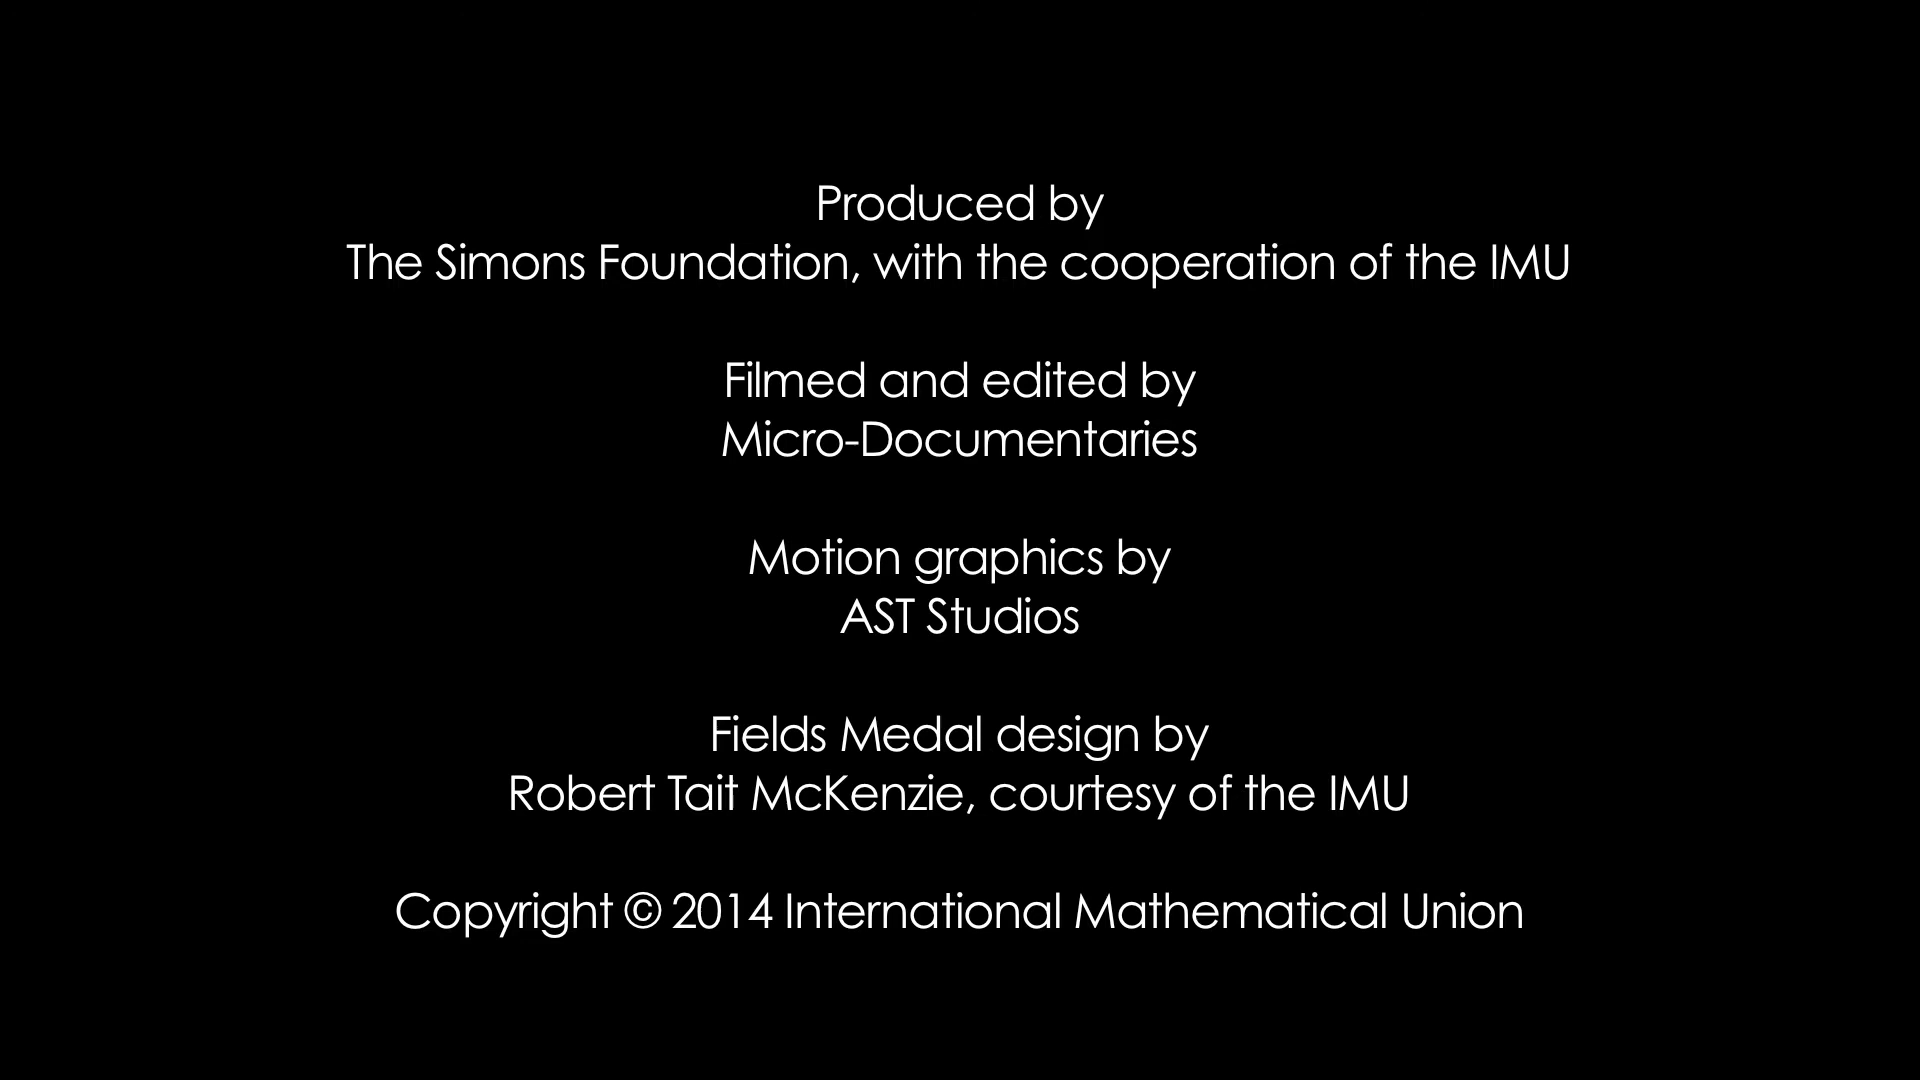 Produced by
The Simons Foundation, with the cooperation of the IMU
Filmed and edited by
Micro-Documentaries
Motion graphics by
AST Studios
Fields Medal design by
Robert Tait McKenzie, courtesy of the IMU
Copyright © 2014 International Mathematical Union